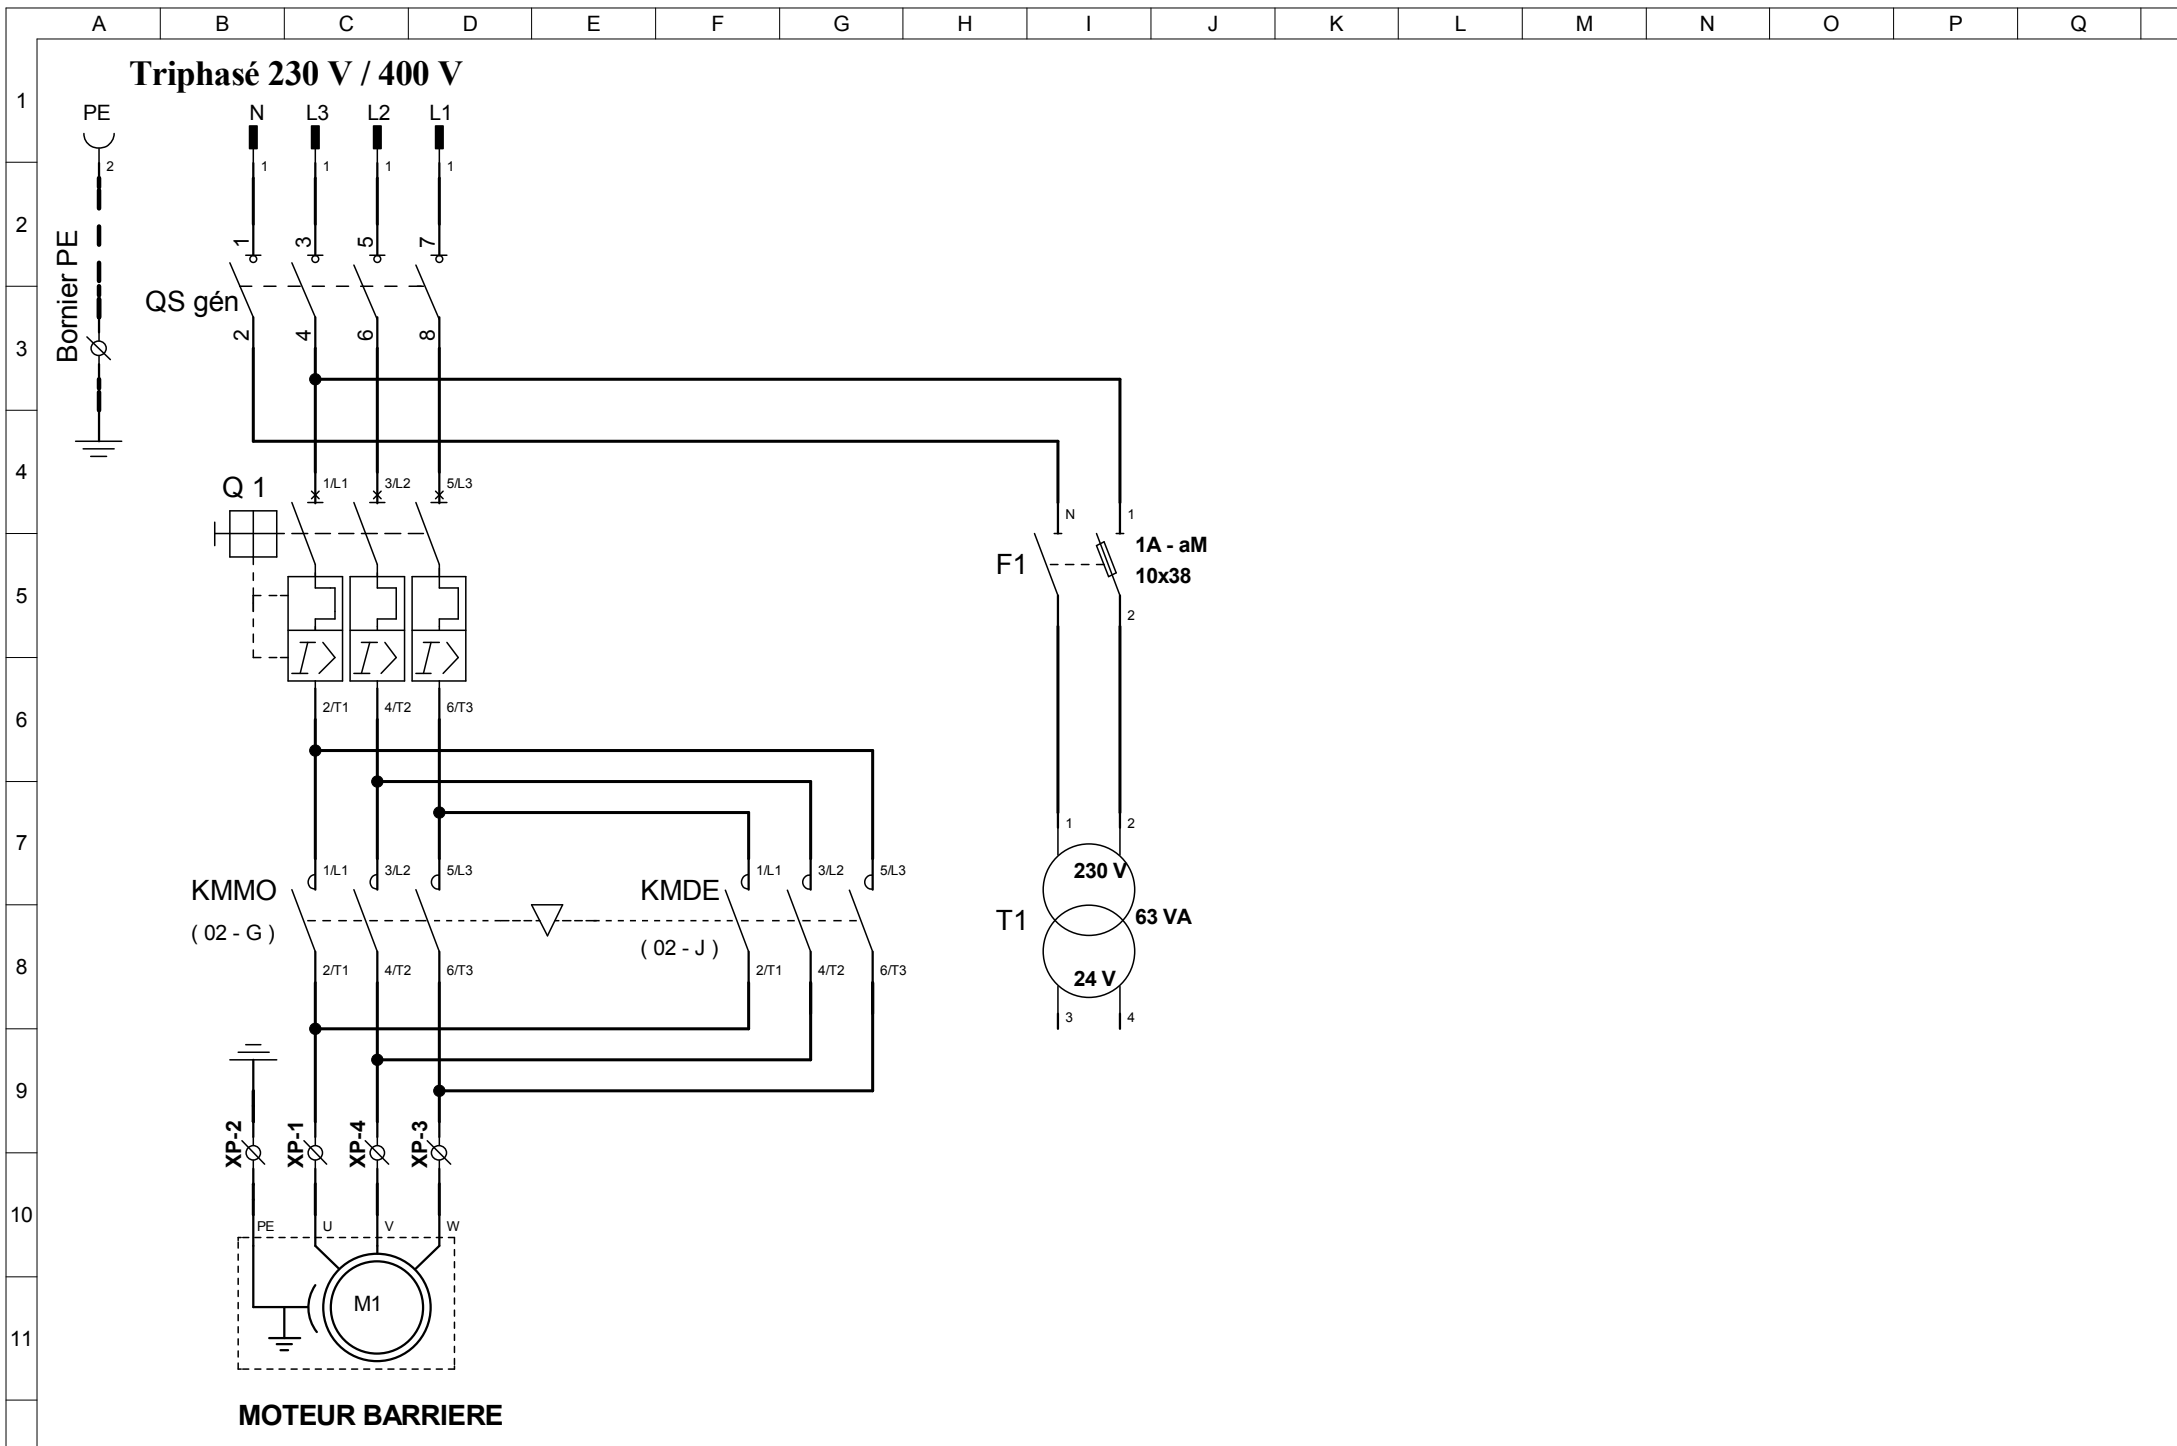 A B C D E F G H I J K L M N O P Q
Triphasé 230 V / 400 V
1
PE N L3 L2 L1
2 1 1 1 1
2
Bornier PE
1 3 5 7
QS gén
2 4 6 8
3
4
Q 1
1/L1 3/L2 5/L3
N 1
F1
1A - aM
10x38
5
2
I> I> I>
2/T1 4/T2 6/T3
6
7
1 2
1/L1 3/L2 5/L3 1/L1 3/L2 5/L3
230 V
KMMO KMDE
T1 63 VA
( 02 - G ) ( 02 - J )
8
2/T1 4/T2 6/T3 2/T1 4/T2 6/T3
24 V
3 4
9
XP-2 XP-1 XP-4 XP-3
10
PE U V W
M1
11
MOTEUR BARRIERE